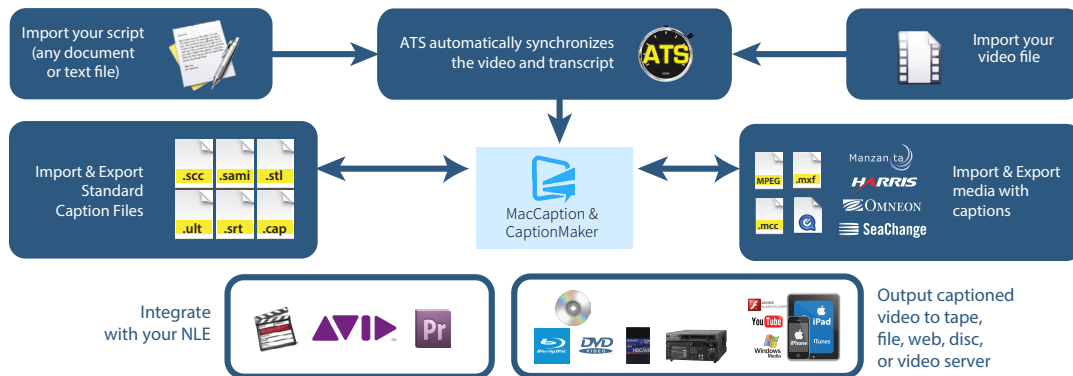 Import your script
(any document
or text file)
ATS automatically synchronizes
the video and transcript
ATS
Import your
video file
Import & Export
Standard
Caption Files
.scc .sami .stl
.ult .srt .cap
MacCaption &
CaptionMaker
MPEG .mxf
.mcc
Manzanita
HARRIS
OMNEON
SeaChange
Import & Export
media with
captions
Integrate
with your NLE
AVID
Pr
Blu-ray Disc
DVD
VIDEO
HDCAM
YouTube
Windows
Media
iPad
iPhone
iTunes
Output captioned
video to tape,
file, web, disc,
or video server